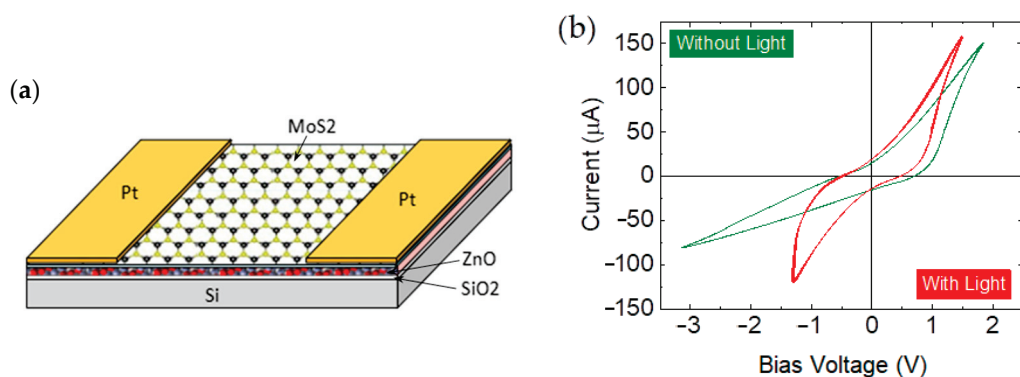 (a)
MoS2
Pt
Pt
ZnO
SiO2
Si
(b)
Without Light
With Light
Current (μA)
150
100
50
0
−50
−100
−150
−3 −2 −1 0 1 2
Bias Voltage (V)